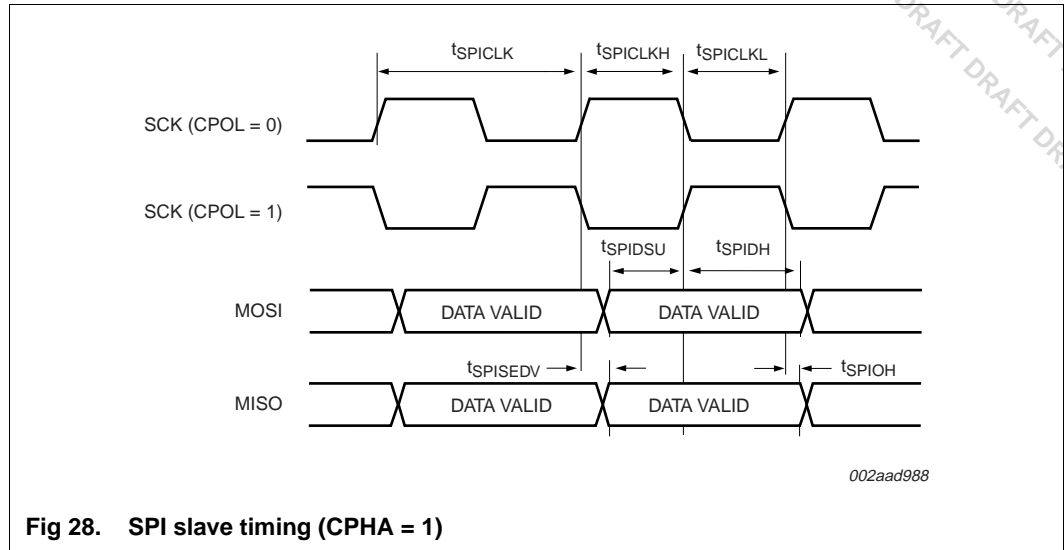 DRAFT DRAFT DR
DRAFT
tSPICLK tSPICLKH tSPICLKL
SCK (CPOL = 0)
SCK (CPOL = 1)
tSPIDSU tSPIDH
MOSI DATA VALID DATA VALID
tSPISEDV tSPIOH
MISO DATA VALID DATA VALID
002aad988
Fig 28. SPI slave timing (CPHA = 1)